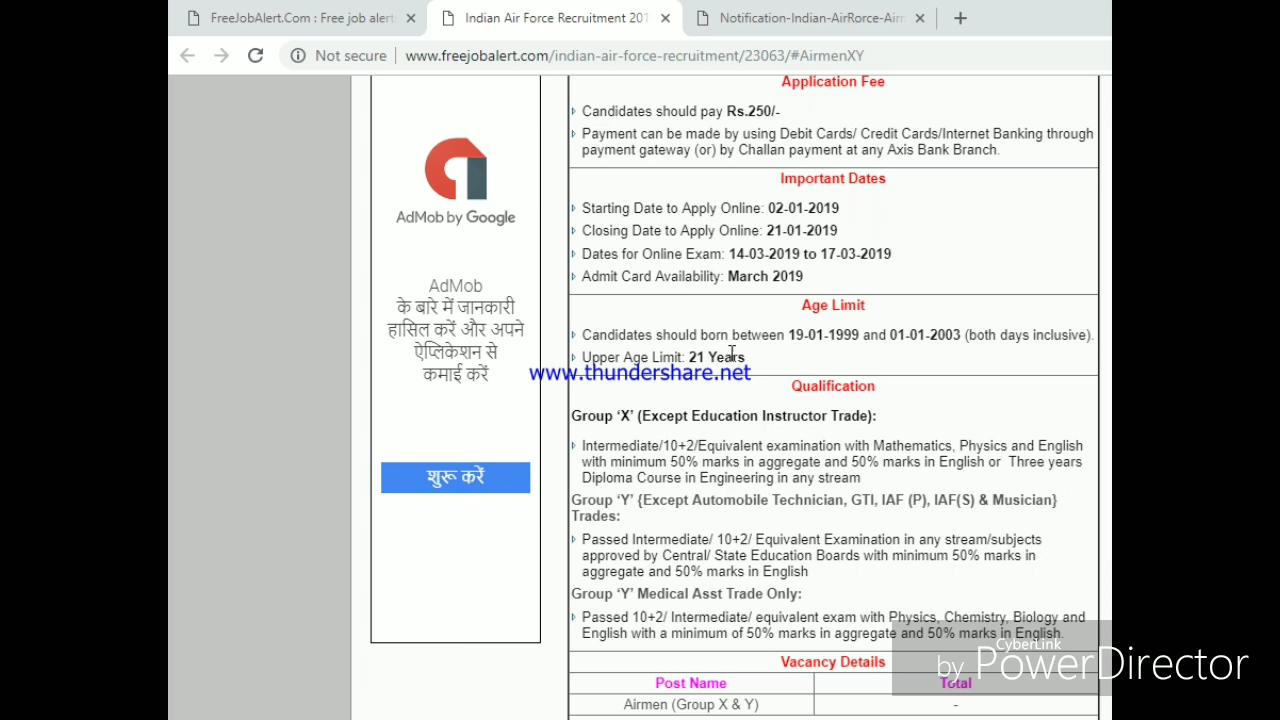 FreeJobAlert.Com : Free job alert
Indian Air Force Recruitment 201
Notification-Indian-AirRorce-Airm
Not secure
www.freejobalert.com/indian-air-force-recruitment/23063/#AirmenXY
AdMob by Google
AdMob
के बारे में जानकारी
हासिल करें और अपने
ऐप्लिकेशन से
कमाई करें
शुरू करें
Application Fee
Candidates should pay Rs.250/-
Payment can be made by using Debit Cards/ Credit Cards/Internet Banking through
payment gateway (or) by Challan payment at any Axis Bank Branch.
Important Dates
Starting Date to Apply Online: 02-01-2019
Closing Date to Apply Online: 21-01-2019
Dates for Online Exam: 14-03-2019 to 17-03-2019
Admit Card Availability: March 2019
Age Limit
Candidates should born between 19-01-1999 and 01-01-2003 (both days inclusive).
Upper Age Limit: 21 Years
www.thundershare.net
Qualification
Group ‘X’ (Except Education Instructor Trade):
Intermediate/10+2/Equivalent examination with Mathematics, Physics and English
with minimum 50% marks in aggregate and 50% marks in English or Three years
Diploma Course in Engineering in any stream
Group ‘Y’ {Except Automobile Technician, GTI, IAF (P), IAF(S) & Musician}
Trades:
Passed Intermediate/ 10+2/ Equivalent Examination in any stream/subjects
approved by Central/ State Education Boards with minimum 50% marks in
aggregate and 50% marks in English
Group ‘Y’ Medical Asst Trade Only:
Passed 10+2/ Intermediate/ equivalent exam with Physics, Chemistry, Biology and
English with a minimum of 50% marks in aggregate and 50% marks in English.
Vacancy Details
Post Name Total
Airmen (Group X & Y) -
CyberLink
by PowerDirector